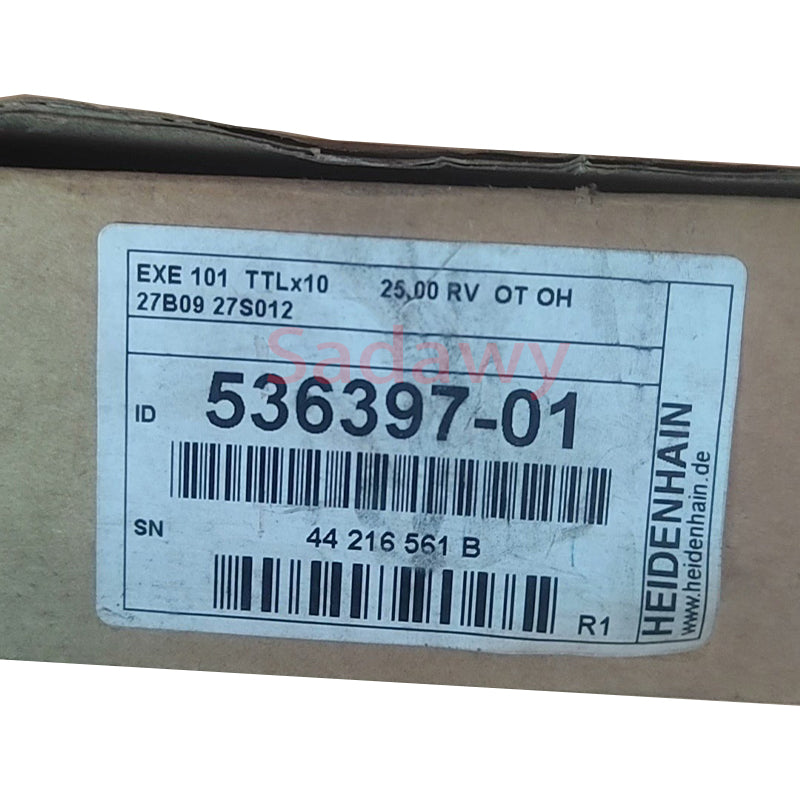 EXE 101 TTLx10 25,00 RV OT OH
27B09 27S012
Sadawy
ID 536397-01
SN 44 216 561 B
R1
HEIDENHAIN
www.heidenhain.de